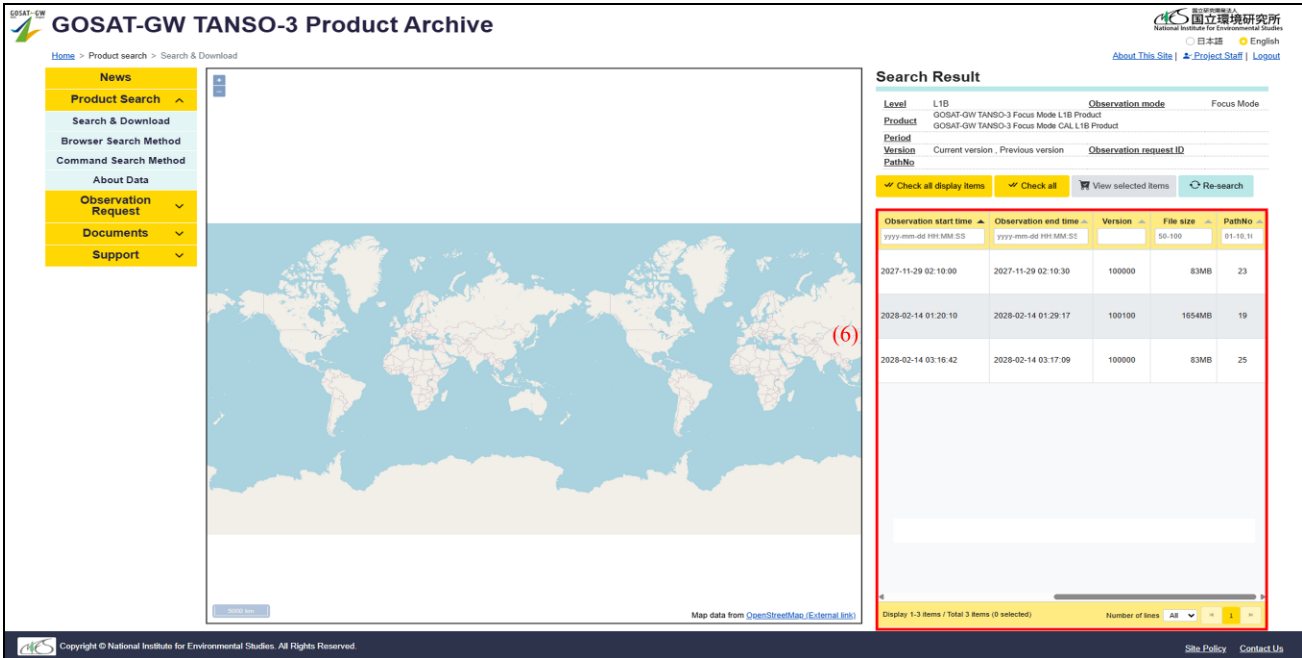 GOSAT-GW
GOSAT-GW TANSO-3 Product Archive
国立研究開発法人
国立環境研究所
National Institute for Environmental Studies
日本語 English
Home > Product search > Search & Download
About This Site | Project Staff | Logout
News
Product Search
Search & Download
Browser Search Method
Command Search Method
About Data
Observation Request
Documents
Support
+
−
(6)
5000 km
Map data from OpenStreetMap (External link)
Search Result
Level L1B Observation mode Focus Mode
Product GOSAT-GW TANSO-3 Focus Mode L1B Product
GOSAT-GW TANSO-3 Focus Mode CAL L1B Product
Period
Version Current version , Previous version Observation request ID
PathNo
Check all display items Check all View selected items Re-search
Observation start time Observation end time Version File size PathNo
yyyy-mm-dd HH:MM:SS yyyy-mm-dd HH:MM:SS 50-100 01-10,1
2027-11-29 02:10:00 2027-11-29 02:10:30 100000 83MB 23
2028-02-14 01:20:10 2028-02-14 01:29:17 100100 1654MB 19
2028-02-14 03:16:42 2028-02-14 03:17:09 100000 83MB 25
Display 1-3 items / Total 3 items (0 selected) Number of lines All 1
Copyright © National Institute for Environmental Studies. All Rights Reserved.
Site Policy Contact Us